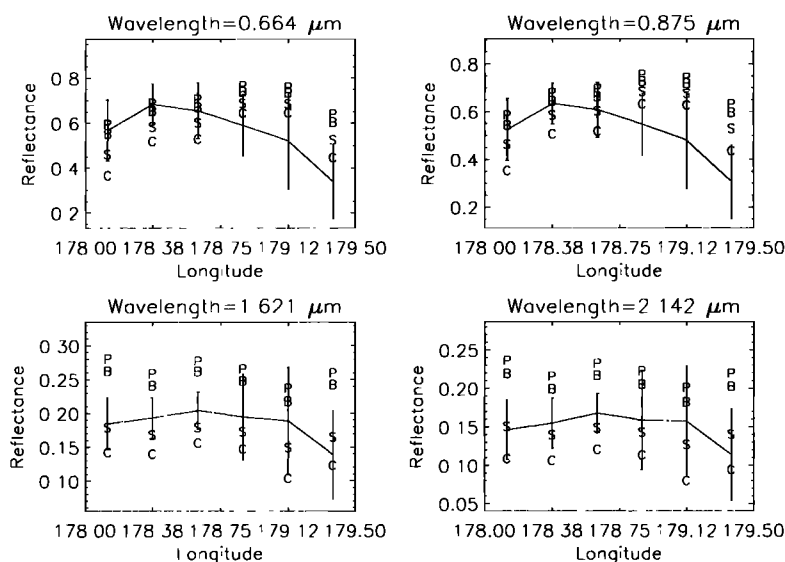 Wavelength=0.664 μm
Wavelength=0.875 μm
0.8
0.6
0.4
0.2
Reflectance
P B S C
P B S C
P B S C
P B S C
P B S C
P B S C
178 00 178 38 178 75 179 12 179.50
Longitude
0.8
0.6
0.4
0.2
Reflectance
P B S C
P B S C
P B S C
P B S C
P B S C
P B S C
178 00 178.38 178.75 179.12 179.50
Longitude
Wavelength=1 621 μm
Wavelength=2 142 μm
0 30
0.25
0.20
0.15
0 10
Reflectance
P B S C
P B S C
P B S C
P B S C
P B S C
P B S C
178 00 178 38 178 75 179 12 179.50
Longitude
0.25
0.20
0.15
0.10
0.05
Reflectance
P B S C
P B S C
P B S C
P B S C
P B S C
P B S C
178.00 178 38 178 75 179.12 179.50
Longitude